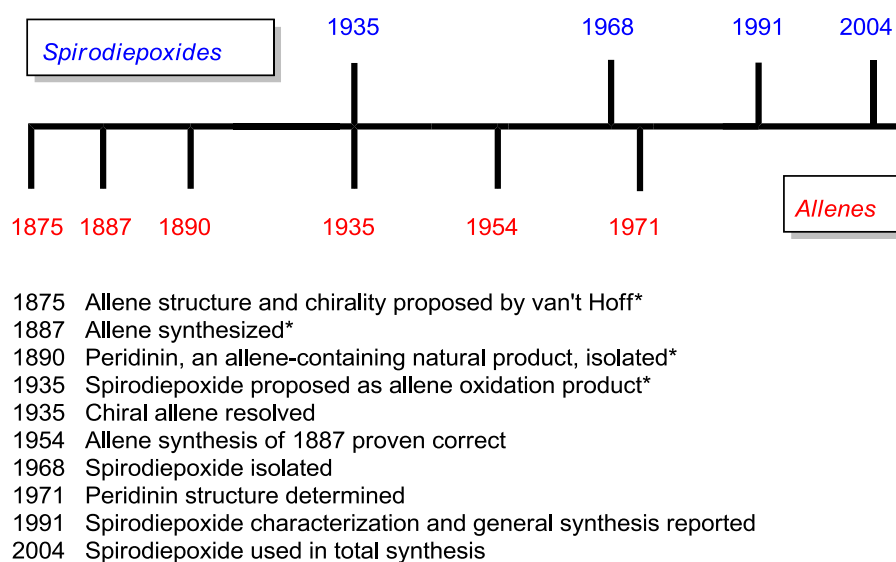 Spirodiepoxides
1935 1968 1991 2004
1875 1887 1890 1935 1954 1971
Allenes
1875 Allene structure and chirality proposed by van't Hoff*
1887 Allene synthesized*
1890 Peridinin, an allene-containing natural product, isolated*
1935 Spirodiepoxide proposed as allene oxidation product*
1935 Chiral allene resolved
1954 Allene synthesis of 1887 proven correct
1968 Spirodiepoxide isolated
1971 Peridinin structure determined
1991 Spirodiepoxide characterization and general synthesis reported
2004 Spirodiepoxide used in total synthesis